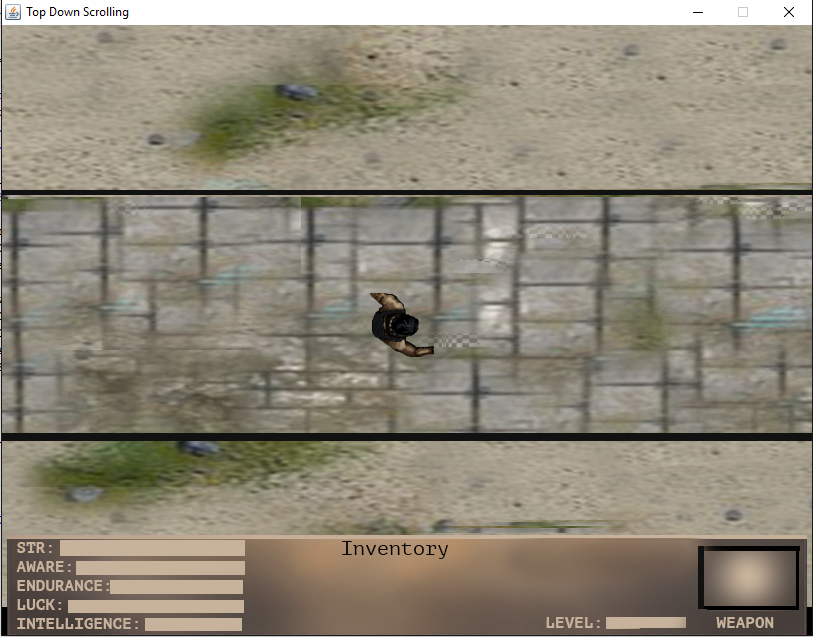 Top Down Scrolling
Inventory
STR:
AWARE:
ENDURANCE:
LUCK:
INTELLIGENCE:
LEVEL:
WEAPON